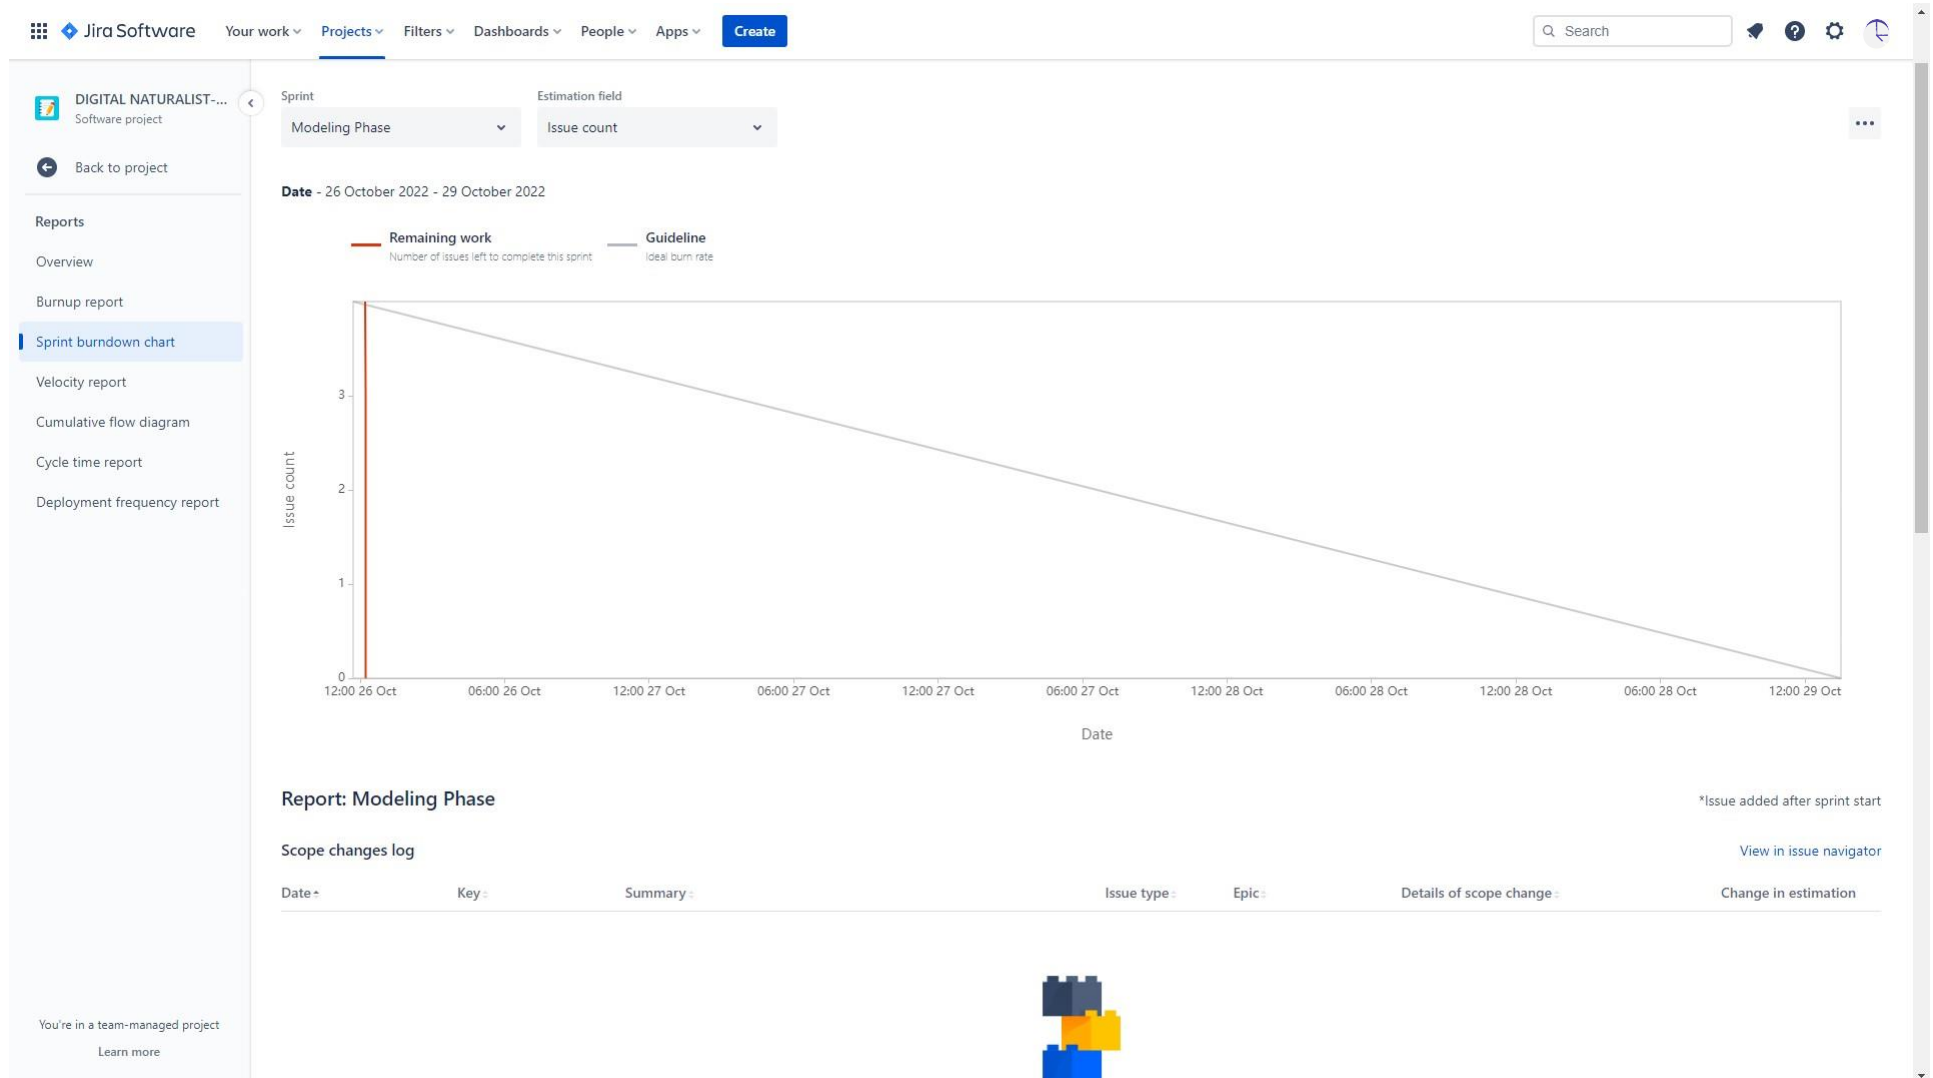 Jira Software Your work Projects Filters Dashboards People Apps Create Search
DIGITAL NATURALIST-...
Software project
Back to project
Reports
Overview
Burnup report
Sprint burndown chart
Velocity report
Cumulative flow diagram
Cycle time report
Deployment frequency report
You're in a team-managed project
Learn more
Sprint Estimation field
Modeling Phase Issue count
Date - 26 October 2022 - 29 October 2022
Remaining work Guideline
Number of issues left to complete this sprint Ideal burn rate
3
2
1
0
Issue count
12:00 26 Oct 06:00 26 Oct 12:00 27 Oct 06:00 27 Oct 12:00 27 Oct 06:00 27 Oct 12:00 28 Oct 06:00 28 Oct 12:00 28 Oct 06:00 28 Oct 12:00 29 Oct
Date
Report: Modeling Phase *Issue added after sprint start
Scope changes log View in issue navigator
Date Key Summary Issue type Epic Details of scope change Change in estimation